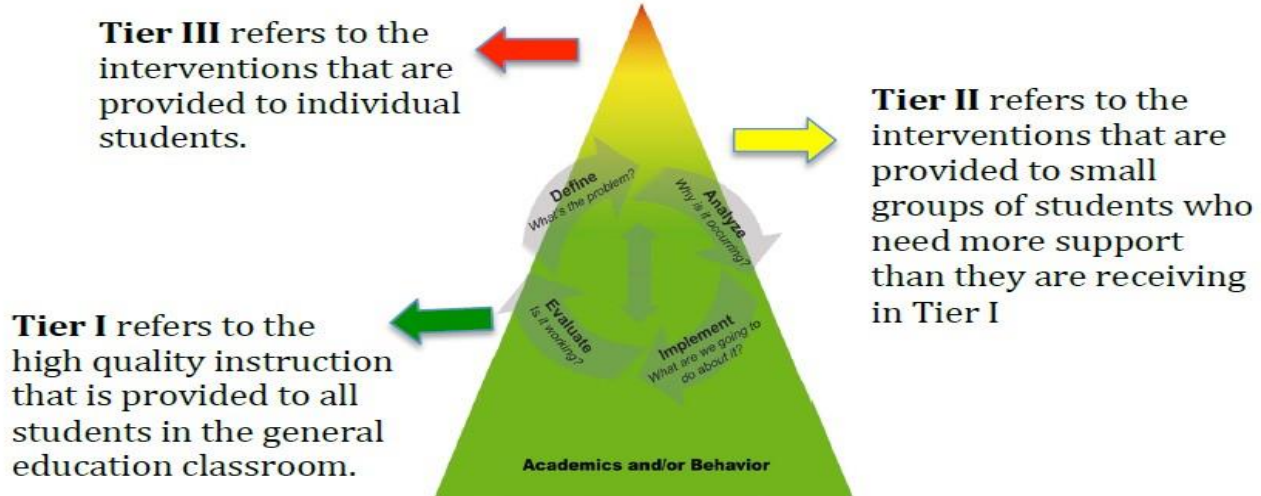 Tier III refers to the
interventions that are
provided to individual
students.
Tier II refers to the
interventions that are
provided to small
groups of students who
need more support
than they are receiving
in Tier I
Define
What's the problem?
Analyze
Why is it occurring?
Implement
What are we going to
do about it?
Evaluate
Is it working?
Tier I refers to the
high quality instruction
that is provided to all
students in the general
education classroom.
Academics and/or Behavior